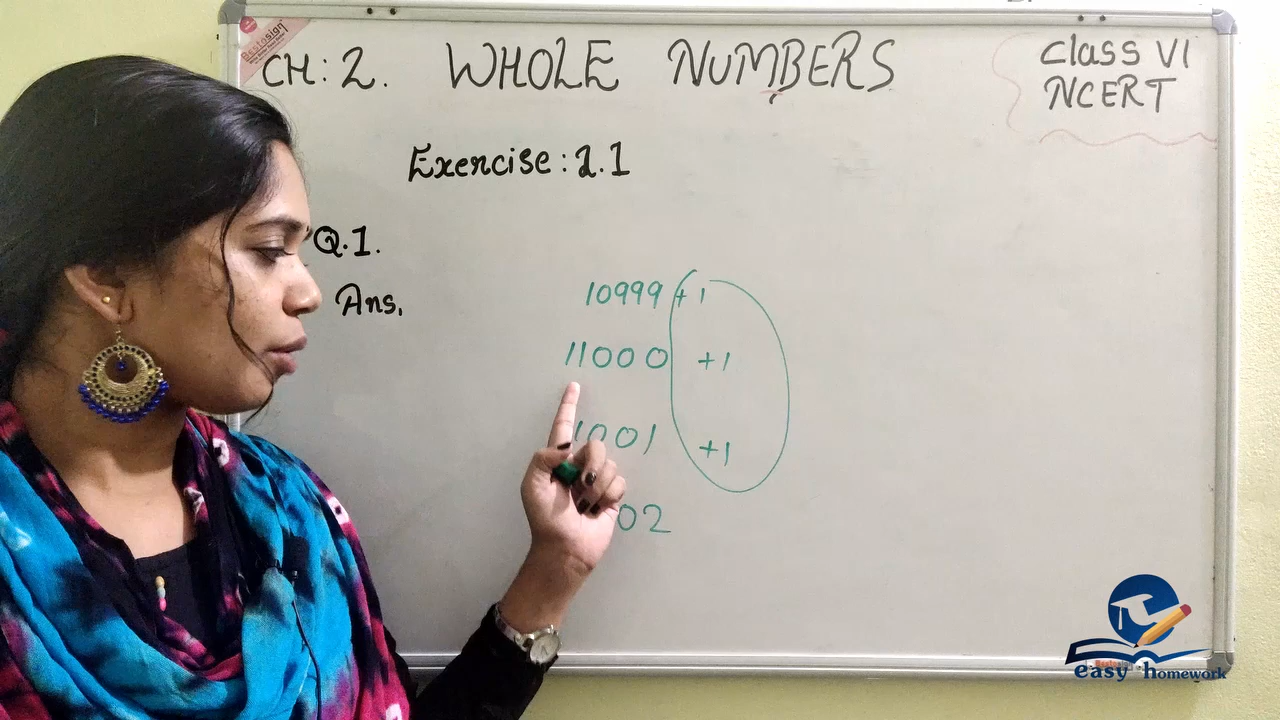 Bestosign
CH: 2. WHOLE NUMBERS
Class VI
NCERT
Exercise: 2.1
Q.1.
Ans.
10999 +1
11000 +1
1001 +1
02
easy homework